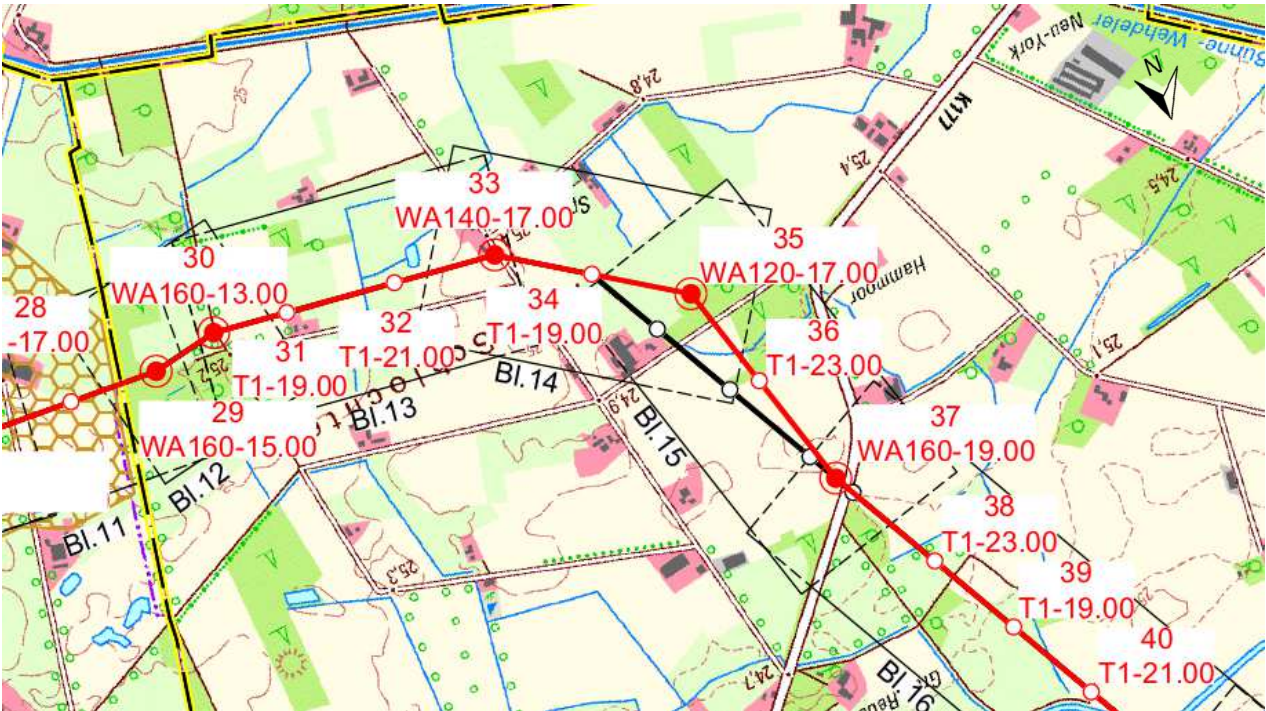 Neu-York
Bünne-Wehdeler
N
25
24,8
K177
25,4
24,5
33
WA140-17.00
30
WA160-13.00
35
WA120-17.00
Hammoor
28
-17.00
34
T1-19.00
32
T1-21.00
31
T1-19.00
36
T1-23.00
25,1
Bl.14
Bl.13
24,9
29
WA160-15.00
Bl.15
37
WA160-19.00
Bl.12
Bl.11
38
T1-23.00
25,3
39
T1-19.00
40
T1-21.00
24,7
Bl.16